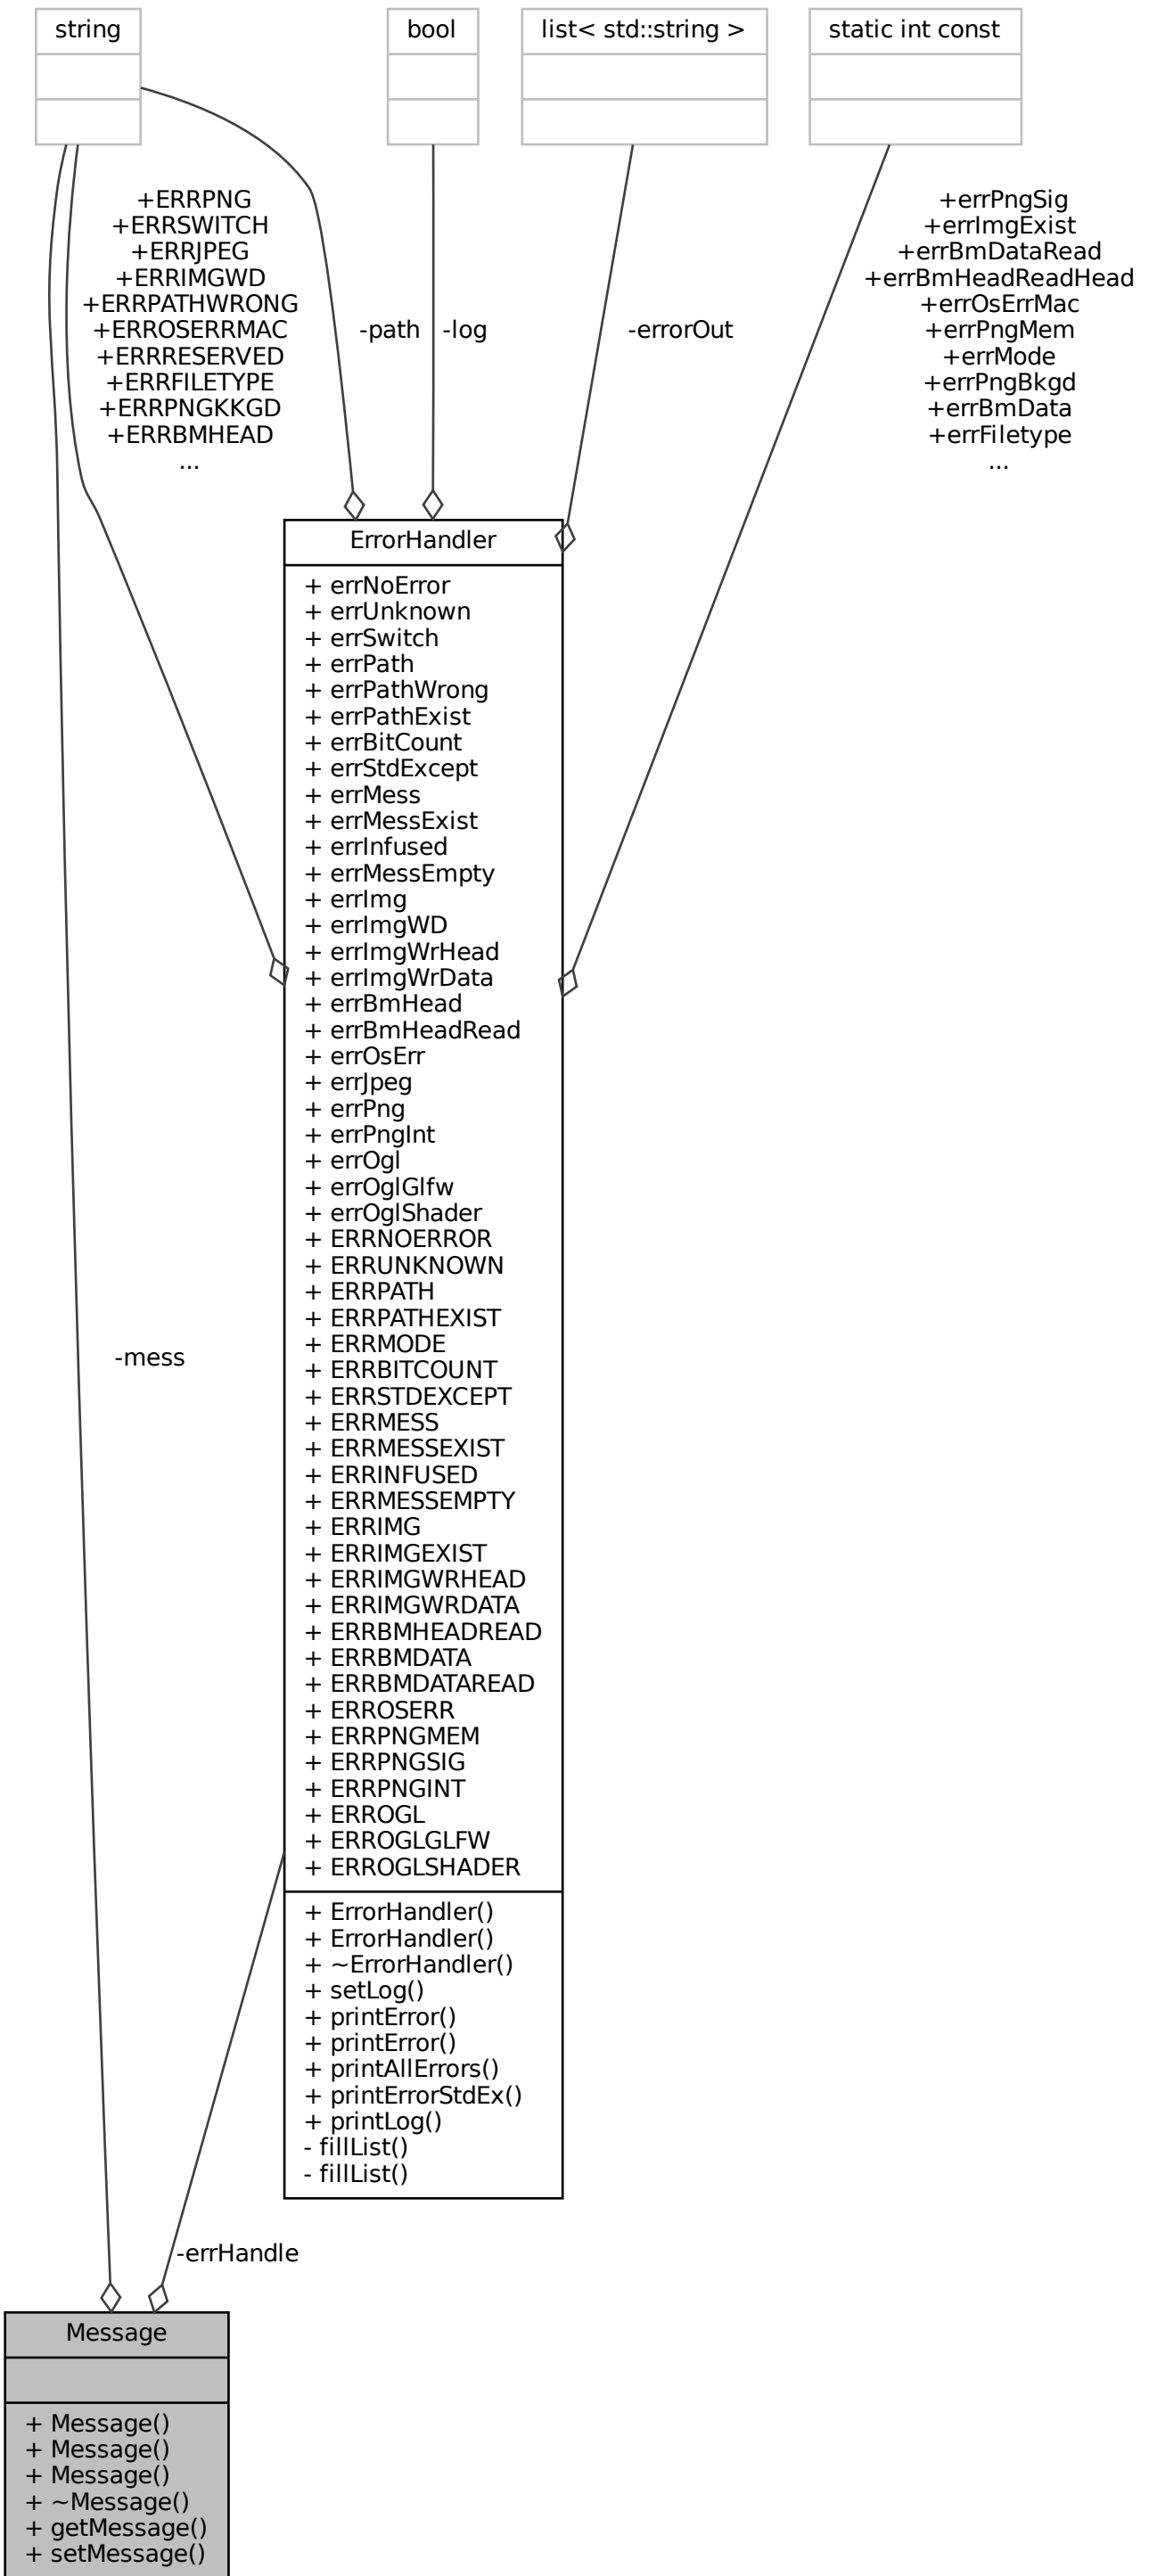 string
bool
list< std::string >
static int const
+ERRPNG
+ERRSWITCH
+ERRJPEG
+ERRIMGWD
+ERRPATHWRONG
+ERROSERRMAC
+ERRRESERVED
+ERRFILETYPE
+ERRPNGKKGD
+ERRBMHEAD
...
-path
-log
-errorOut
+errPngSig
+errImgExist
+errBmDataRead
+errBmHeadReadHead
+errOsErrMac
+errPngMem
+errMode
+errPngBkgd
+errBmData
+errFiletype
...
ErrorHandler
+ errNoError
+ errUnknown
+ errSwitch
+ errPath
+ errPathWrong
+ errPathExist
+ errBitCount
+ errStdExcept
+ errMess
+ errMessExist
+ errInfused
+ errMessEmpty
+ errImg
+ errImgWD
+ errImgWrHead
+ errImgWrData
+ errBmHead
+ errBmHeadRead
+ errOsErr
+ errJpeg
+ errPng
+ errPngInt
+ errOgl
+ errOglGlfw
+ errOglShader
+ ERRNOERROR
+ ERRUNKNOWN
+ ERRPATH
+ ERRPATHEXIST
+ ERRMODE
+ ERRBITCOUNT
+ ERRSTDEXCEPT
+ ERRMESS
+ ERRMESSEXIST
+ ERRINFUSED
+ ERRMESSEMPTY
+ ERRIMG
+ ERRIMGEXIST
+ ERRIMGWRHEAD
+ ERRIMGWRDATA
+ ERRBMHEADREAD
+ ERRBMDATA
+ ERRBMDATAREAD
+ ERROSERR
+ ERRPNGMEM
+ ERRPNGSIG
+ ERRPNGINT
+ ERROGL
+ ERROGLGLFW
+ ERROGLSHADER
+ ErrorHandler()
+ ErrorHandler()
+ ~ErrorHandler()
+ setLog()
+ printError()
+ printError()
+ printAllErrors()
+ printErrorStdEx()
+ printLog()
- fillList()
- fillList()
-mess
-errHandle
Message
+ Message()
+ Message()
+ Message()
+ ~Message()
+ getMessage()
+ setMessage()